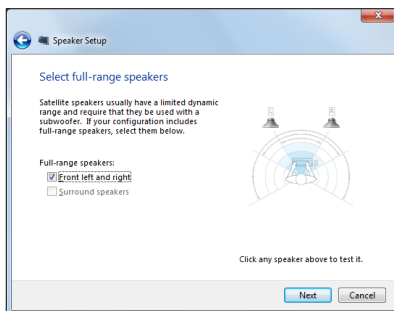 Speaker Setup
Select full-range speakers
Satellite speakers usually have a limited dynamic
range and require that they be used with a
subwoofer. If your configuration includes
full-range speakers, select them below.
Full-range speakers:
Front left and right
Surround speakers
Click any speaker above to test it.
Next
Cancel